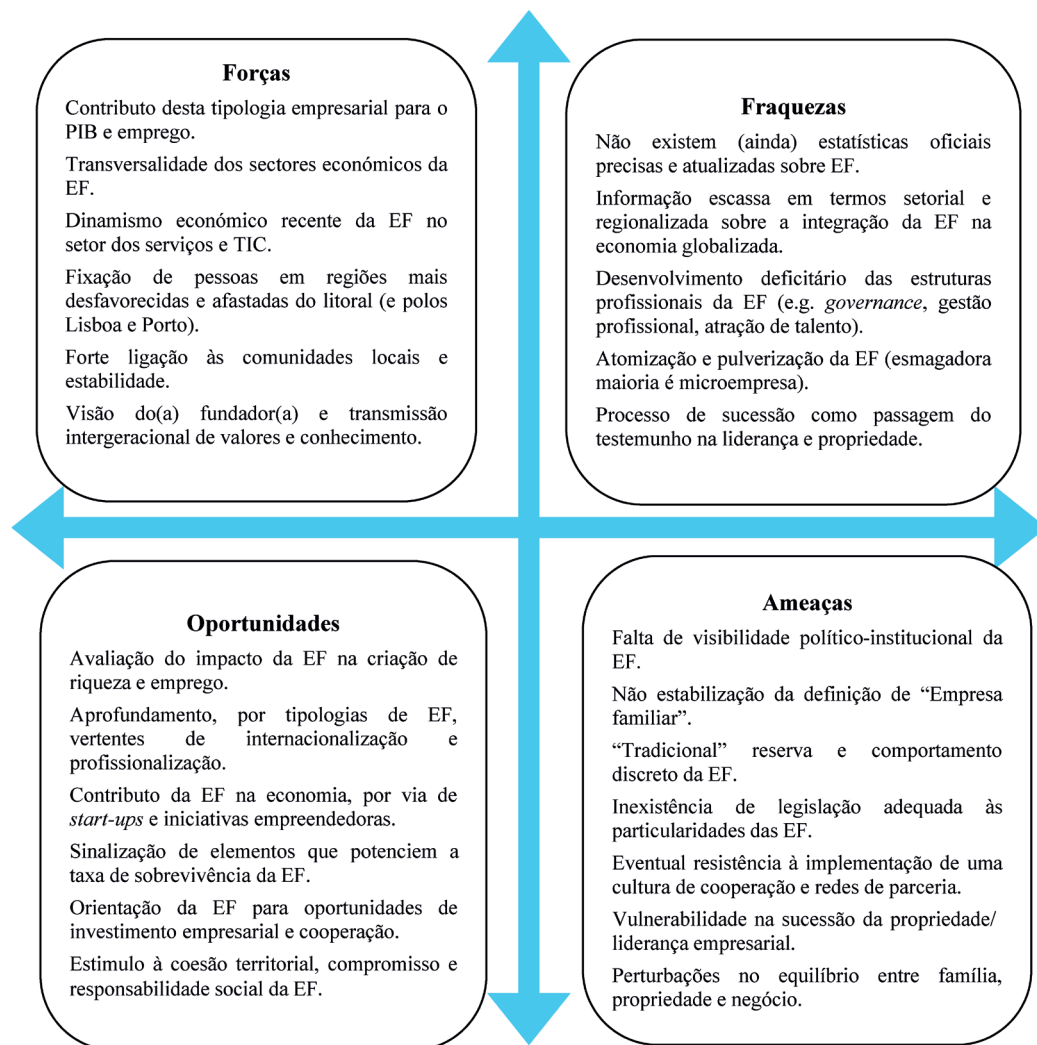 Forças
Contributo desta tipologia empresarial para o
PIB e emprego.
Transversalidade dos sectores económicos da
EF.
Dinamismo económico recente da EF no
setor dos serviços e TIC.
Fixação de pessoas em regiões mais
desfavorecidas e afastadas do litoral (e polos
Lisboa e Porto).
Forte ligação às comunidades locais e
estabilidade.
Visão do(a) fundador(a) e transmissão
intergeracional de valores e conhecimento.
Fraquezas
Não existem (ainda) estatísticas oficiais
precisas e atualizadas sobre EF.
Informação escassa em termos setorial e
regionalizada sobre a integração da EF na
economia globalizada.
Desenvolvimento deficitário das estruturas
profissionais da EF (e.g. governance, gestão
profissional, atração de talento).
Atomização e pulverização da EF (esmagadora
maioria é microempresa).
Processo de sucessão como passagem do
testemunho na liderança e propriedade.
Oportunidades
Avaliação do impacto da EF na criação de
riqueza e emprego.
Aprofundamento, por tipologias de EF,
vertentes de internacionalização e
profissionalização.
Contributo da EF na economia, por via de
start-ups e iniciativas empreendedoras.
Sinalização de elementos que potenciem a
taxa de sobrevivência da EF.
Orientação da EF para oportunidades de
investimento empresarial e cooperação.
Estimulo à coesão territorial, compromisso e
responsabilidade social da EF.
Ameaças
Falta de visibilidade político-institucional da
EF.
Não estabilização da definição de “Empresa
familiar”.
“Tradicional” reserva e comportamento
discreto da EF.
Inexistência de legislação adequada às
particularidades das EF.
Eventual resistência à implementação de uma
cultura de cooperação e redes de parceria.
Vulnerabilidade na sucessão da propriedade/
liderança empresarial.
Perturbações no equilíbrio entre família,
propriedade e negócio.